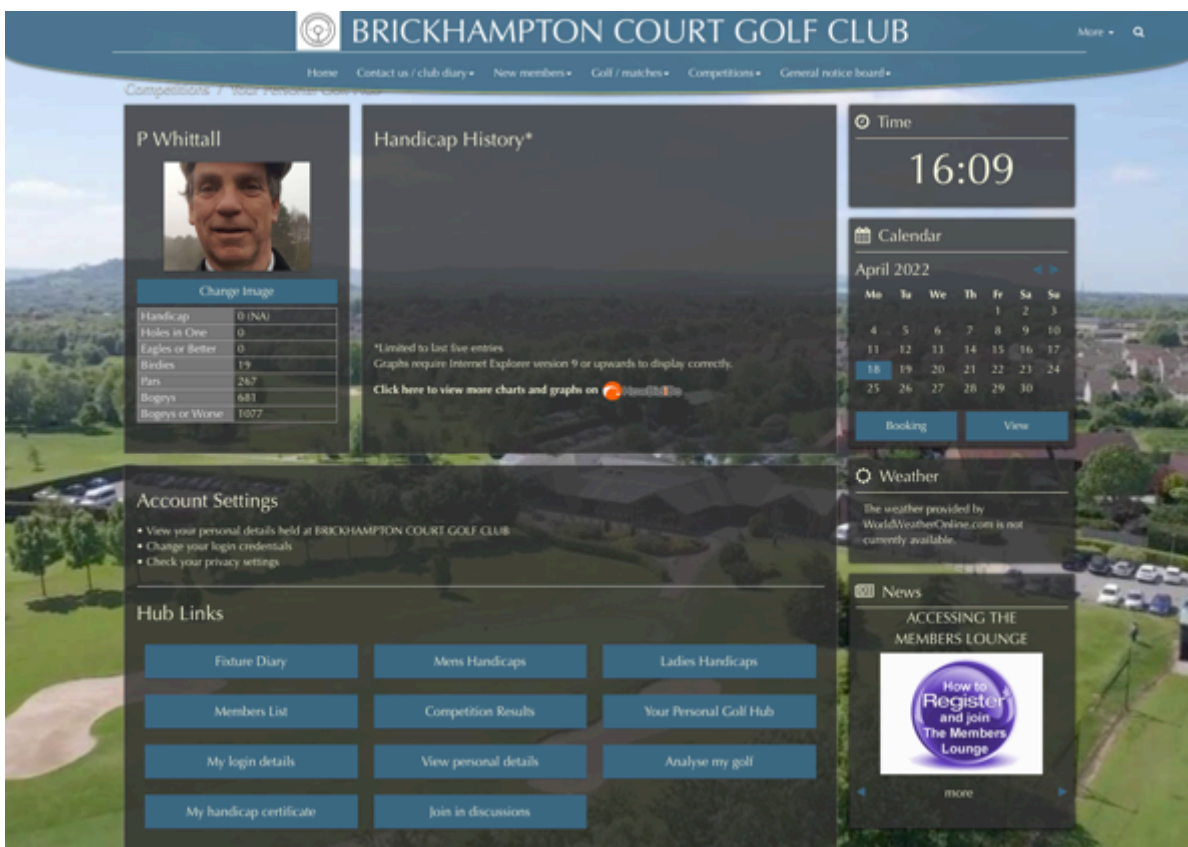 BRICKHAMPTON COURT GOLF CLUB
More
Home Contact us / club diary New members Golf / matches Competitions General notice board
Competitions / Your Personal Golf Hub
P Whittall
Change Image
Handicap 0 (NA)
Holes in One 0
Eagles or Better 0
Birdies 19
Pars 267
Bogeys 681
Bogeys or Worse 1077
Handicap History*
*Limited to last five entries
Graphs require Internet Explorer version 9 or upwards to display correctly.
Click here to view more charts and graphs on
Time
16:09
Calendar
April 2022
Mo Tu We Th Fr Sa Su
1 2 3
4 5 6 7 8 9 10
11 12 13 14 15 16 17
18 19 20 21 22 23 24
25 26 27 28 29 30
Booking View
Weather
The weather provided by
WorldWeatherOnline.com is not
currently available.
News
ACCESSING THE
MEMBERS LOUNGE
How to
Register
and join
The Members
Lounge
more
Account Settings
• View your personal details held at BRICKHAMPTON COURT GOLF CLUB
• Change your login credentials
• Check your privacy settings
Hub Links
Fixture Diary Mens Handicaps Ladies Handicaps
Members List Competition Results Your Personal Golf Hub
My login details View personal details Analyse my golf
My handicap certificate Join in discussions